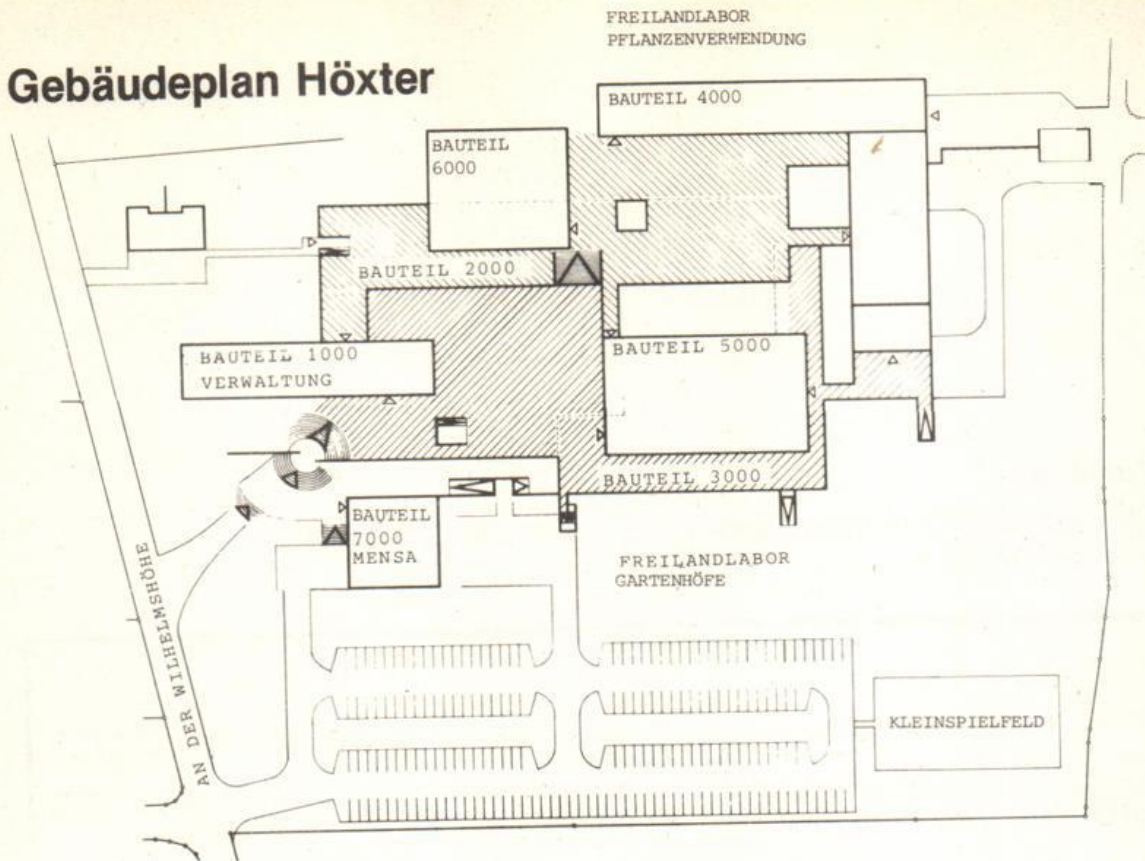 FREILANDLABOR
PFLANZENVERWENDUNG
Gebäudeplan Höxter
BAUTEIL 4000
BAUTEIL
6000
BAUTEIL 2000
BAUTEIL 1000
VERWALTUNG
BAUTEIL 5000
BAUTEIL 3000
BAUTEIL
7000
MENSA
FREILANDLABOR
GARTENHÖFE
AN DER WILHELMSHÖHE
KLEINSPIELFELD